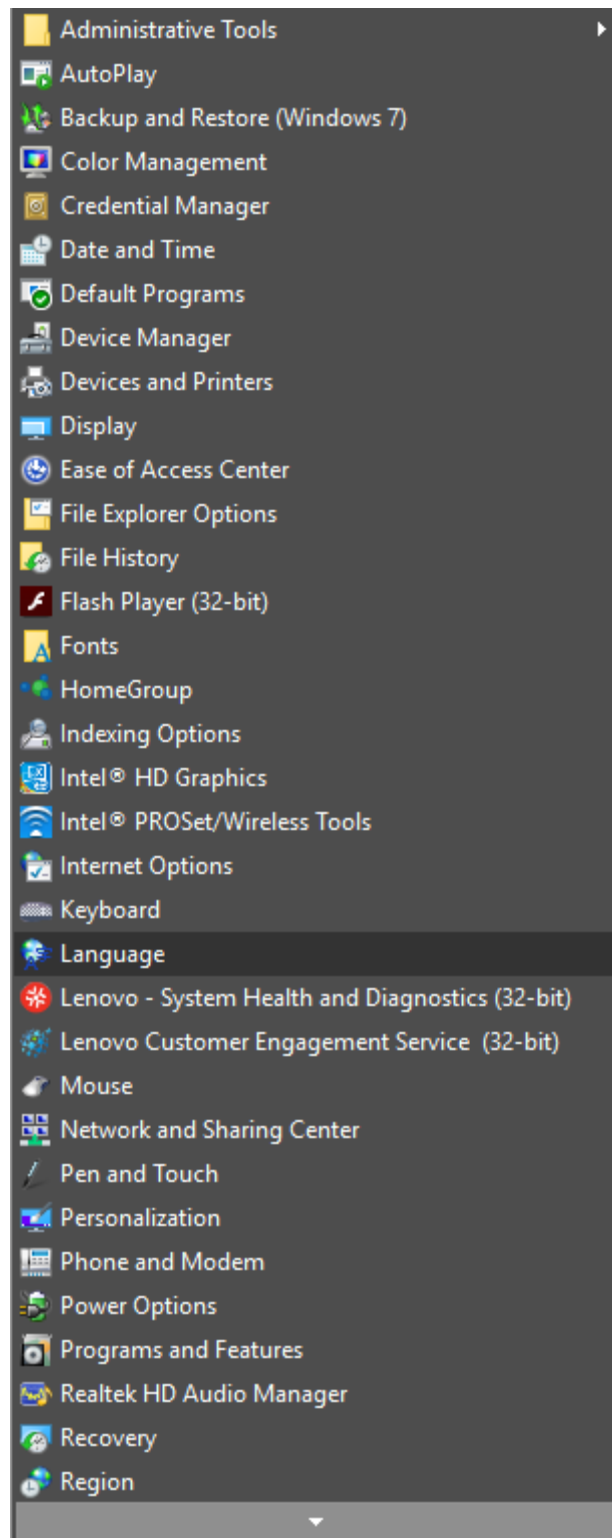 Administrative Tools
AutoPlay
Backup and Restore (Windows 7)
Color Management
Credential Manager
Date and Time
Default Programs
Device Manager
Devices and Printers
Display
Ease of Access Center
File Explorer Options
File History
Flash Player (32-bit)
Fonts
HomeGroup
Indexing Options
Intel® HD Graphics
Intel® PROSet/Wireless Tools
Internet Options
Keyboard
Language
Lenovo - System Health and Diagnostics (32-bit)
Lenovo Customer Engagement Service  (32-bit)
Mouse
Network and Sharing Center
Pen and Touch
Personalization
Phone and Modem
Power Options
Programs and Features
Realtek HD Audio Manager
Recovery
Region